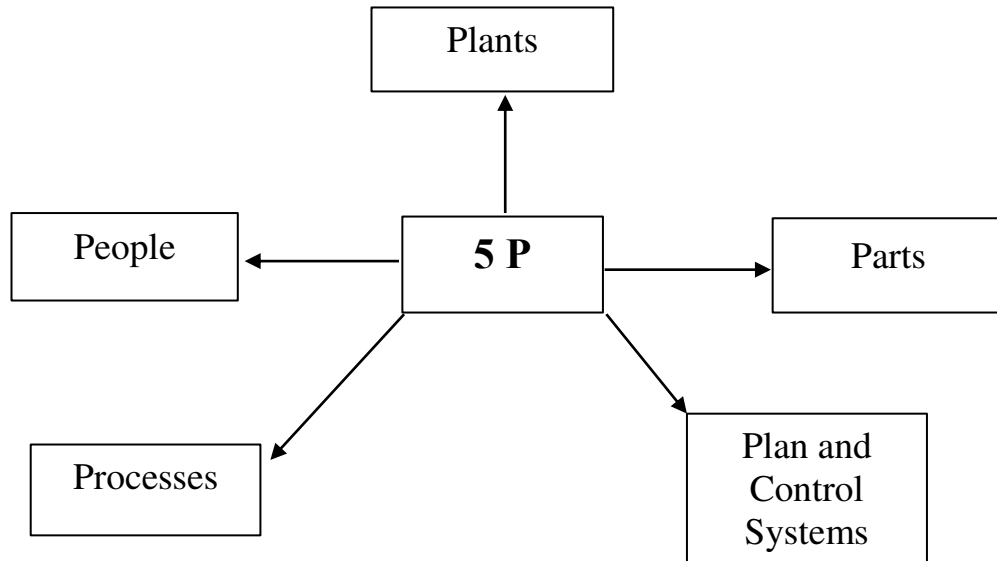 Plants
People
5 P
Parts
Processes
Plan and
Control
Systems